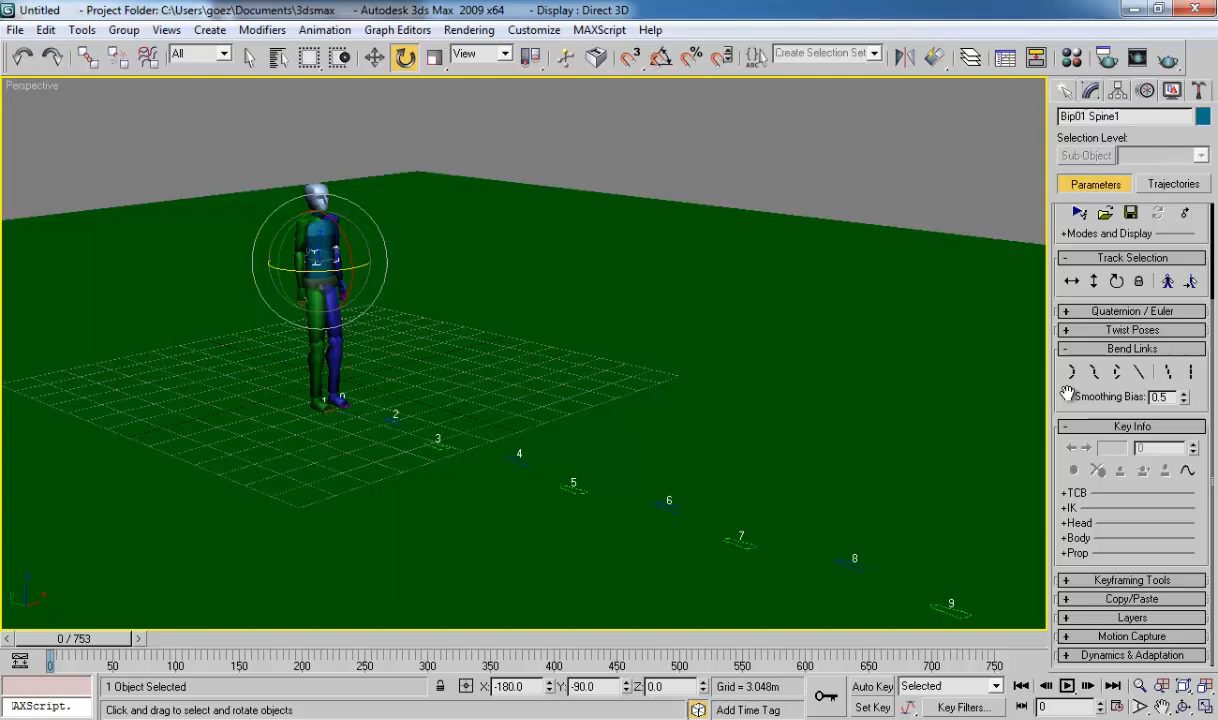 Untitled - Project Folder: C:\Users\goez\Documents\3dsmax - Autodesk 3ds Max 2009 x64 - Display : Direct 3D
File Edit Tools Group Views Create Modifiers Animation Graph Editors Rendering Customize MAXScript Help
All View Create Selection Set
Perspective
Bip01 Spine1
Selection Level:
Sub-Object
Parameters Trajectories
+Modes and Display
- Track Selection
+ Quaternion / Euler
+ Twist Poses
- Bend Links
Smoothing Bias: 0.5
- Key Info
0
+TCB
+IK
+Head
+Body
+Prop
+ Keyframing Tools
+ Copy/Paste
+ Layers
+ Motion Capture
+ Dynamics & Adaptation
0
2
3
4
5
6
7
8
9
< 0 / 753 >
0 50 100 150 200 250 300 350 400 450 500 550 600 650 700 750
1 Object Selected X: -180.0 Y: -90.0 Z: 0.0 Grid = 3.048m Auto Key Selected
AXScript. Click and drag to select and rotate objects Add Time Tag Set Key Key Filters... 0